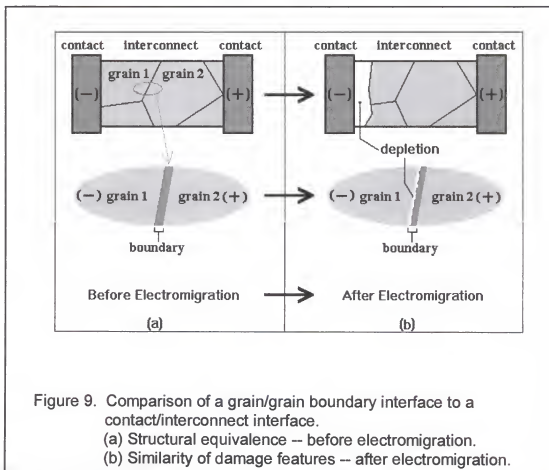 contact interconnect contact
contact interconnect contact
grain 1 grain 2
(−) (+)
(−) (+)
depletion
(−) grain 1 grain 2 (+)
(−) grain 1 grain 2 (+)
boundary
boundary
Before Electromigration
After Electromigration
(a)
(b)
Figure 9. Comparison of a grain/grain boundary interface to a
contact/interconnect interface.
(a) Structural equivalence -- before electromigration.
(b) Similarity of damage features -- after electromigration.